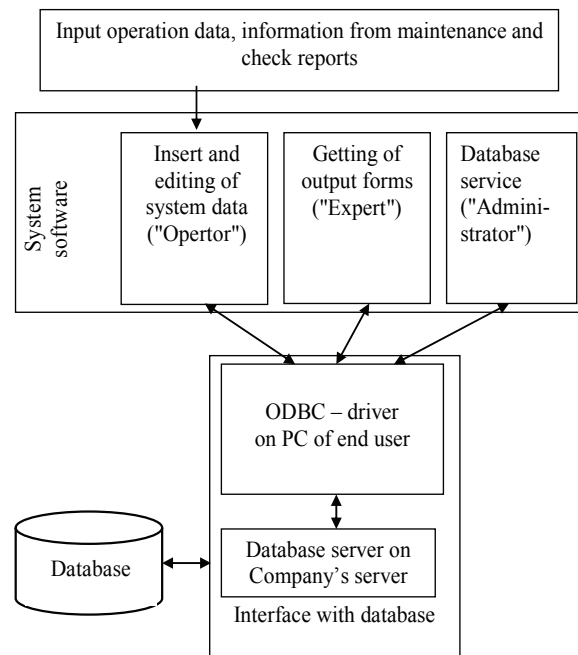 Input operation data, information from maintenance and
check reports
System
software
Insert and
editing of
system data
("Opertor")
Getting of
output forms
("Expert")
Database
service
("Admini-
strator")
ODBC – driver
on PC of end
user
Database server on
Company's server
Interface with database
Database